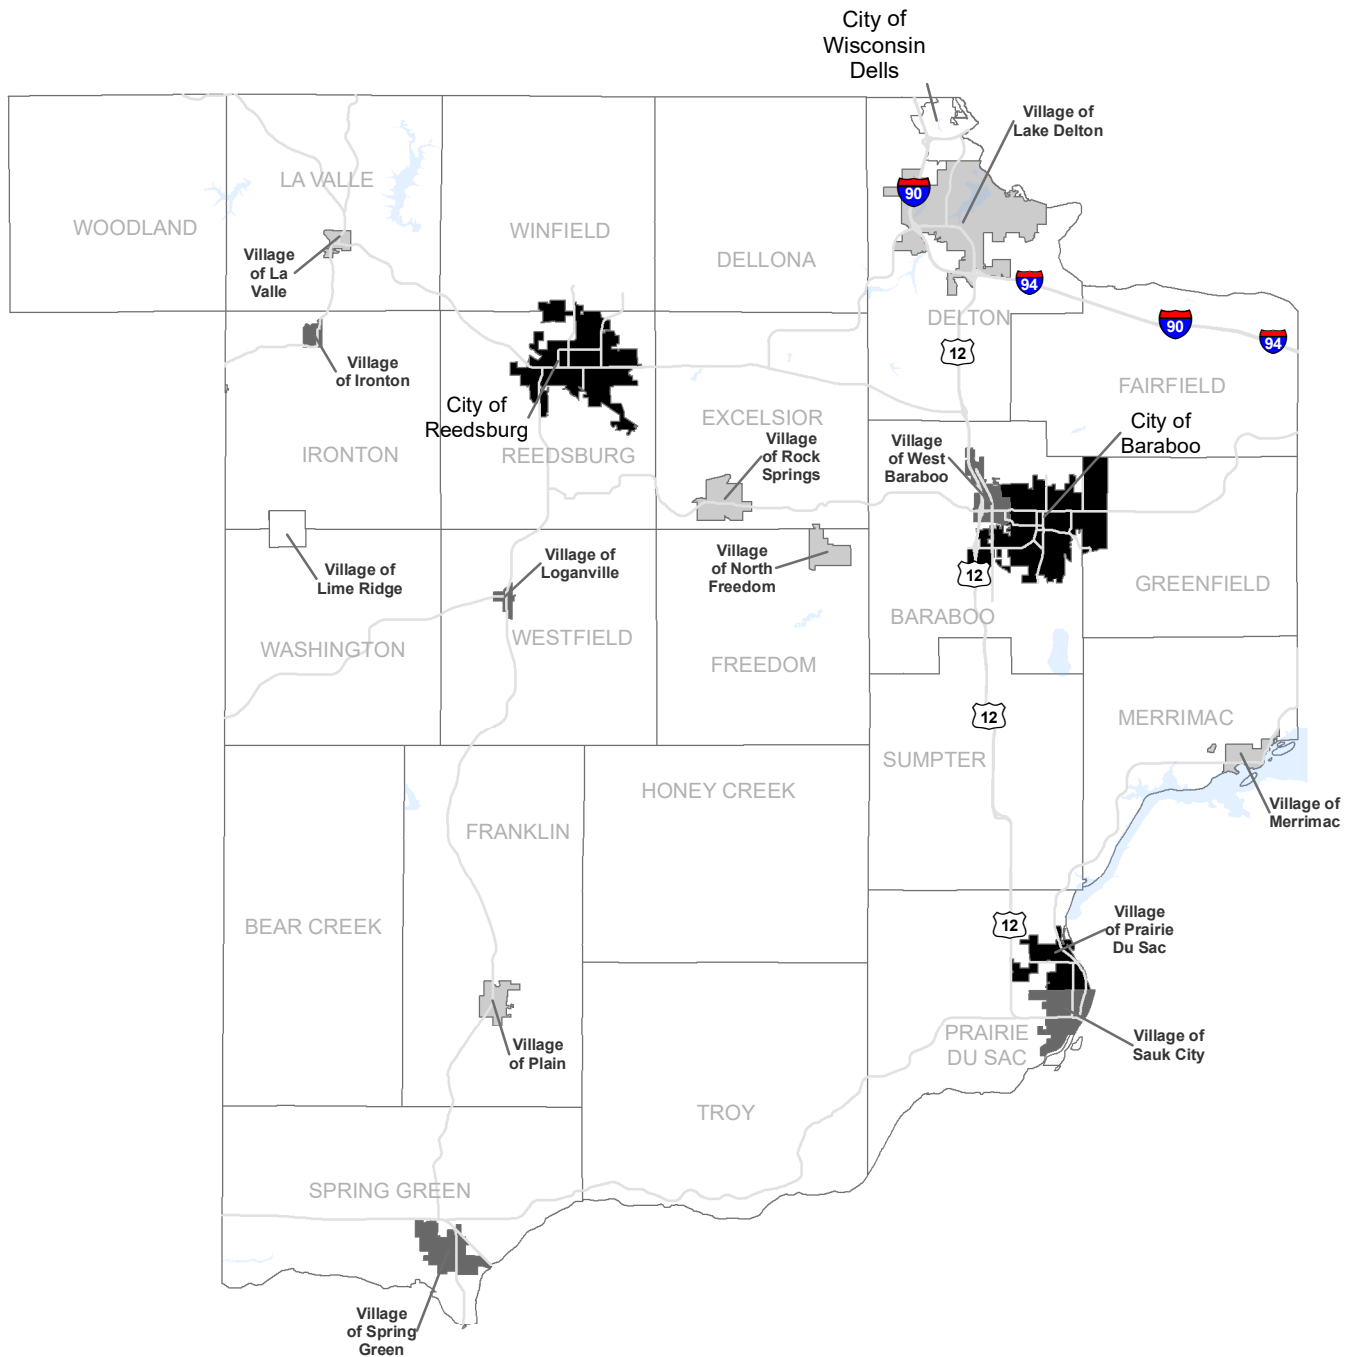 City of
Wisconsin
Dells
Village of
Lake Delton
90
LA VALLE
WOODLAND
WINFIELD
DELLONA
Village
of La
Valle
94
90
94
DELTON
12
Village
of Ironton
FAIRFIELD
City of
Reedsburg
EXCELSIOR
City of
Baraboo
IRONTON
REEDSBURG
Village
of Rock
Springs
Village
of West
Baraboo
Village of
Lime Ridge
Village of
Loganville
Village
of North
Freedom
12
GREENFIELD
BARABOO
WASHINGTON
WESTFIELD
FREEDOM
12
MERRIMAC
SUMPTER
HONEY CREEK
Village of
Merrimac
FRANKLIN
BEAR CREEK
12
Village
of Prairie
Du Sac
Village
of Plain
PRAIRIE
DU SAC
Village of
Sauk City
TROY
SPRING GREEN
Village
of Spring
Green